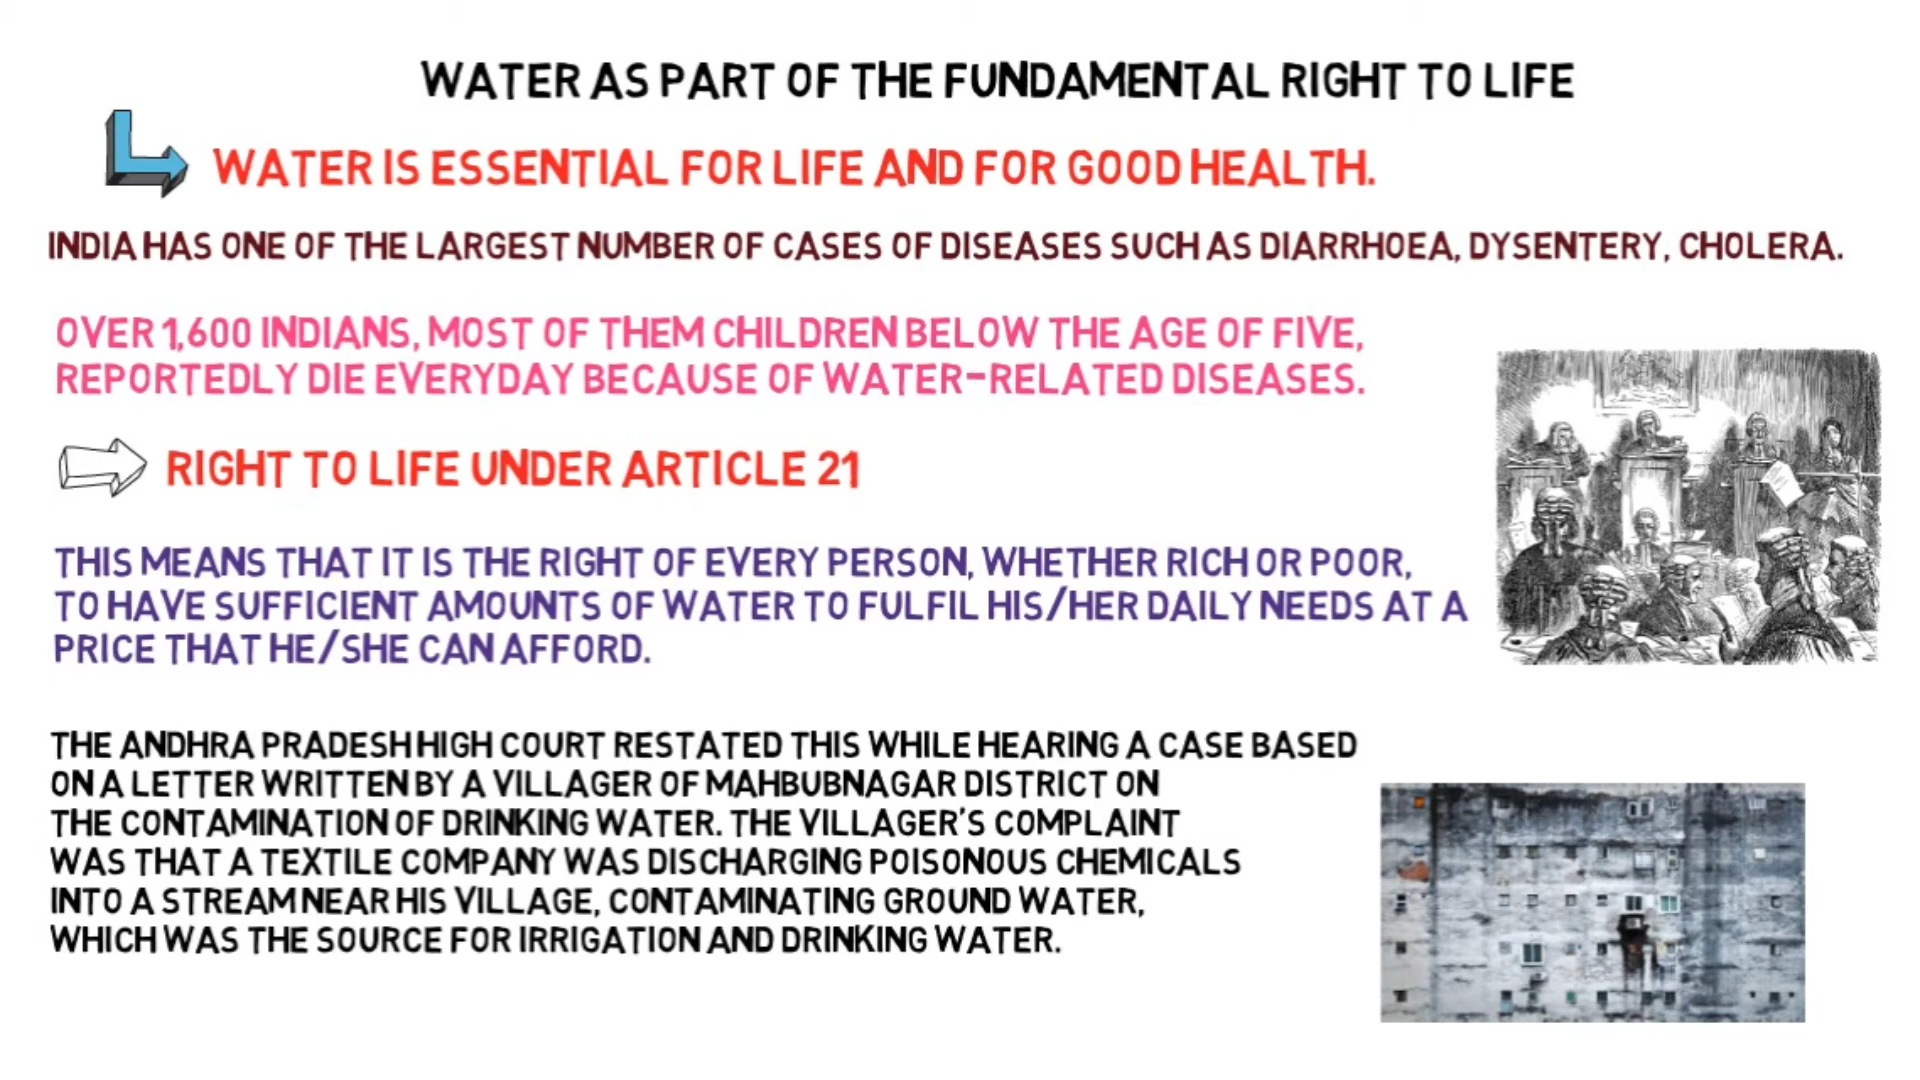 WATER AS PART OF THE FUNDAMENTAL RIGHT TO LIFE
WATER IS ESSENTIAL FOR LIFE AND FOR GOOD HEALTH.
INDIA HAS ONE OF THE LARGEST NUMBER OF CASES OF DISEASES SUCH AS DIARRHOEA, DYSENTERY, CHOLERA.
OVER 1,600 INDIANS, MOST OF THEM CHILDREN BELOW THE AGE OF FIVE,
REPORTEDLY DIE EVERYDAY BECAUSE OF WATER-RELATED DISEASES.
RIGHT TO LIFE UNDER ARTICLE 21
THIS MEANS THAT IT IS THE RIGHT OF EVERY PERSON, WHETHER RICH OR POOR,
TO HAVE SUFFICIENT AMOUNTS OF WATER TO FULFIL HIS/HER DAILY NEEDS AT A
PRICE THAT HE/SHE CAN AFFORD.
THE ANDHRA PRADESH HIGH COURT RESTATED THIS WHILE HEARING A CASE BASED
ON A LETTER WRITTEN BY A VILLAGER OF MAHBUBNAGAR DISTRICT ON
THE CONTAMINATION OF DRINKING WATER. THE VILLAGER'S COMPLAINT
WAS THAT A TEXTILE COMPANY WAS DISCHARGING POISONOUS CHEMICALS
INTO A STREAM NEAR HIS VILLAGE, CONTAMINATING GROUND WATER,
WHICH WAS THE SOURCE FOR IRRIGATION AND DRINKING WATER.